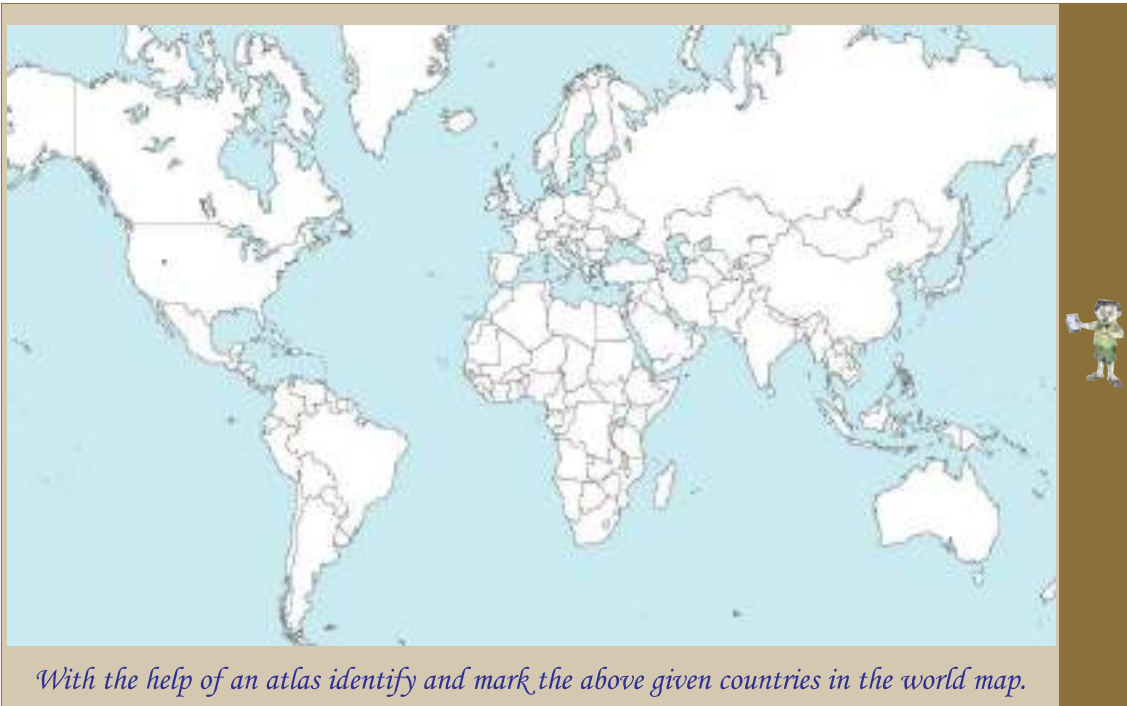 With the help of an atlas identify and mark the above given countries in the world map.